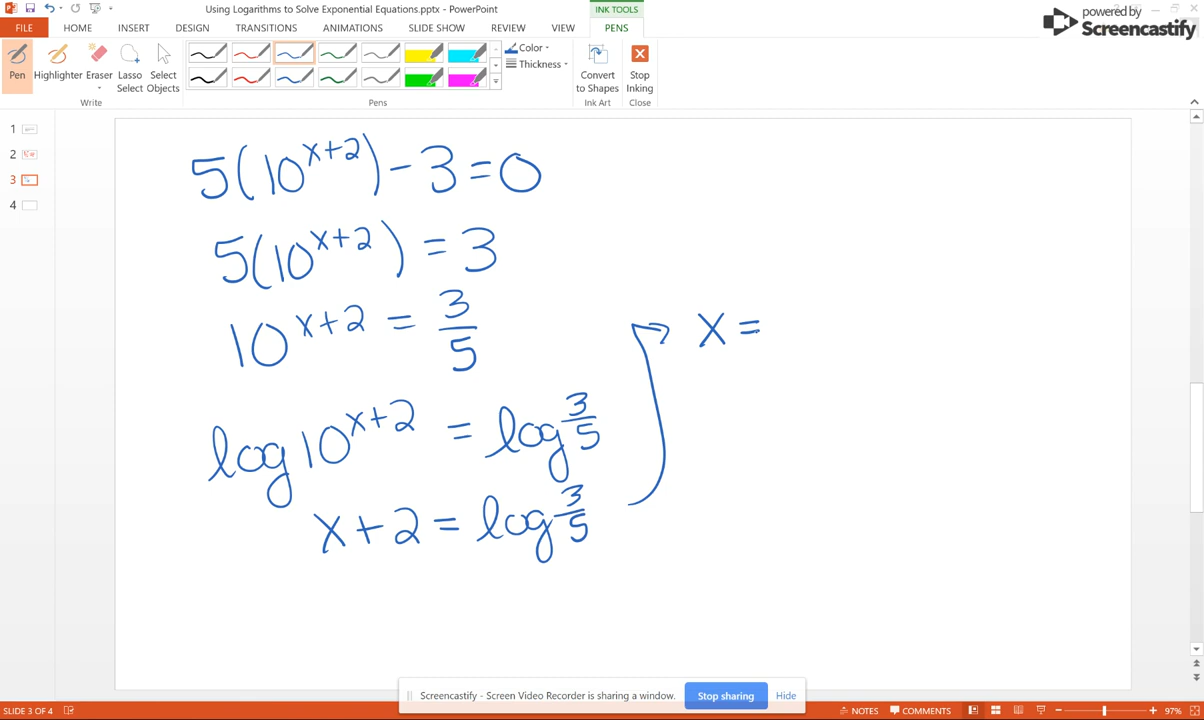 Using Logarithms to Solve Exponential Equations.pptx - PowerPoint
INK TOOLS
powered by
Screencastify
FILE HOME INSERT DESIGN TRANSITIONS ANIMATIONS SLIDE SHOW REVIEW VIEW PENS
Pen Highlighter Eraser Lasso Select Select Objects
Color
Thickness
Convert to Shapes
Stop Inking
Write Pens Ink Art Close
1
2
3
4
5(10^{x+2}) - 3 = 0
5(10^{x+2}) = 3
10^{x+2} = 3/5
log 10^{x+2} = log 3/5
x + 2 = log 3/5
x =
Screencastify - Screen Video Recorder is sharing a window. Stop sharing Hide
SLIDE 3 OF 4 NOTES COMMENTS 97%